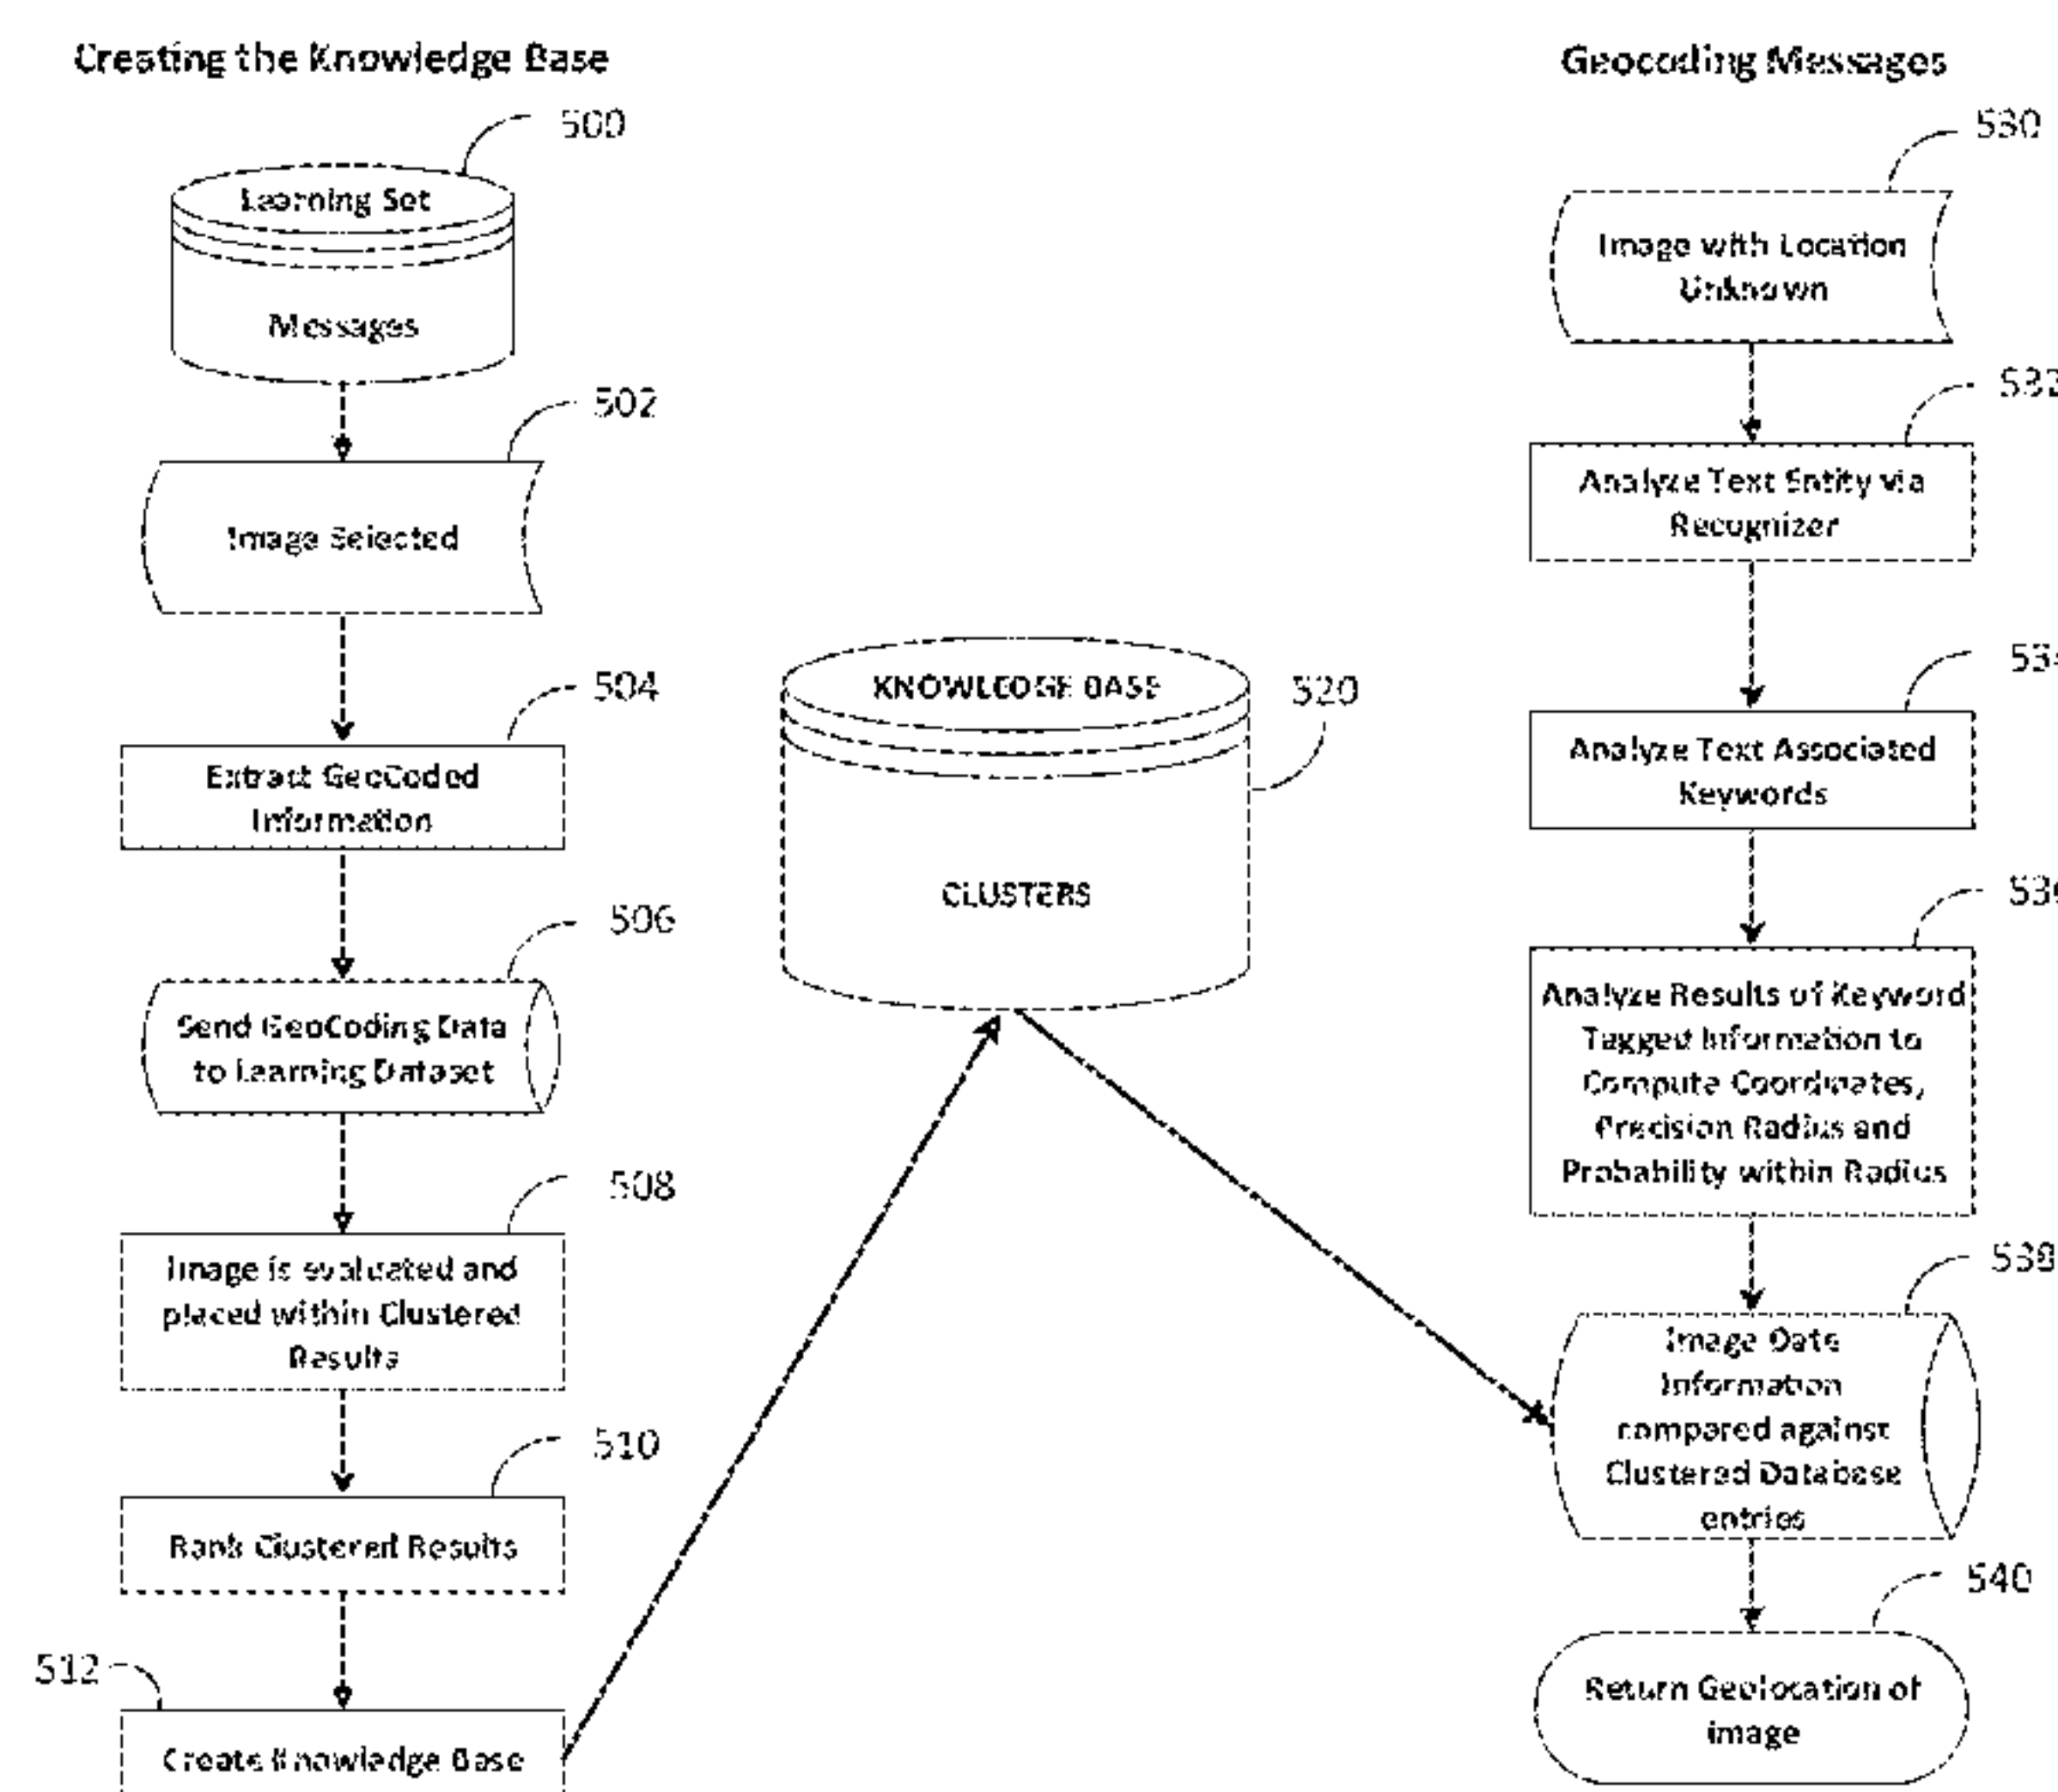 Creating the Knowledge Base
500
Learning Set
Messages
502
Image Selected
504
Extract GeoCoded
Information
506
Send GeoCoding Data
to Learning Dataset
508
Image is evaluated and
placed within Clustered
Results
510
Rank Clustered Results
512
Create Knowledge Base
KNOWLEDGE BASE
520
CLUSTERS
Geocoding Messages
530
Image with Location
Unknown
532
Analyze Text Entity via
Recognizer
Analyze Text Associated
Keywords
Analyze Results of Keyword
Tagged Information to
Compute Coordinates,
Precision Radius and
Probability within Radius
538
Image Date
Information
compared against
Clustered Database
entries
540
Return Geolocation of
image